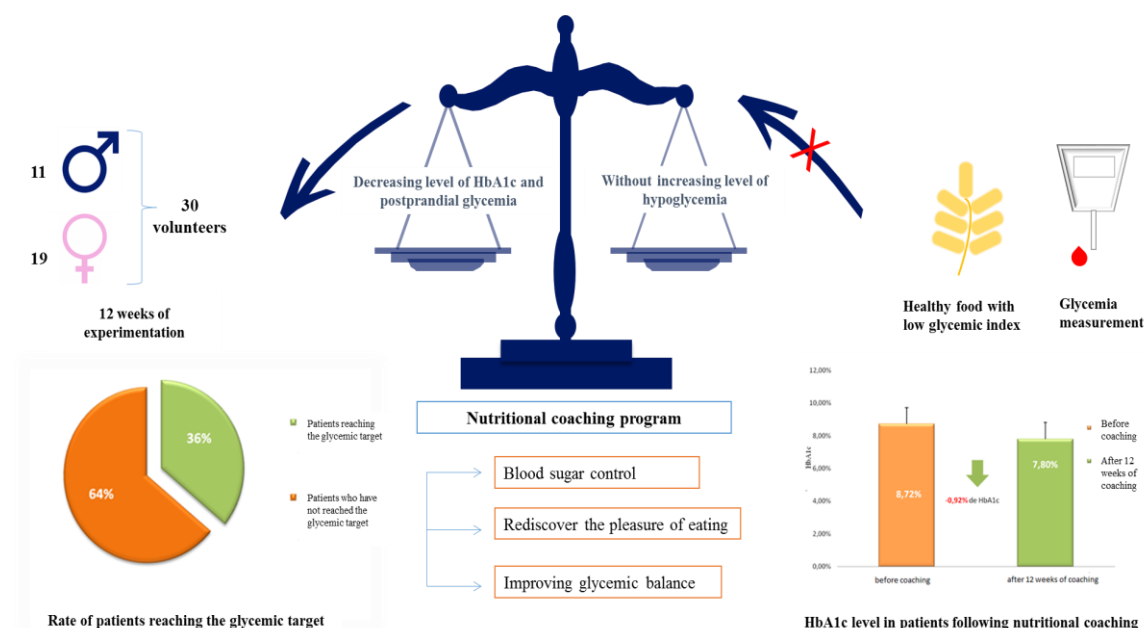 11
19
30
volunteers
12 weeks of
experimentation
Decreasing level of HbA1c and
postprandial glycemia
Without increasing level of
hypoglycemia
Healthy food with
low glycemic index
Glycemia
measurement
36%
64%
Patients reaching
the glycemic target
Patients who have
not reached the
glycemic target
Rate of patients reaching the glycemic target
Nutritional coaching program
Blood sugar control
Rediscover the pleasure of eating
Improving glycemic balance
12,00%
10,00%
8,00%
6,00%
4,00%
2,00%
0,00%
HbA1c
8,72%
-0,92% de HbA1c
7,80%
Before
coaching
After 12
weeks of
coaching
before coaching
after 12 weeks of coaching
HbA1c level in patients following nutritional coaching